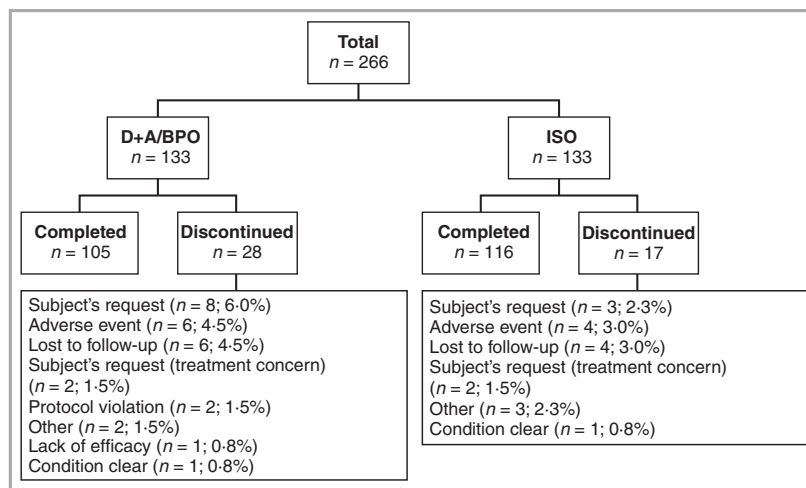 Total
n = 266
D+A/BPO
n = 133
ISO
n = 133
Completed
n = 105
Discontinued
n = 28
Completed
n = 116
Discontinued
n = 17
Subject's request (n = 8; 6·0%)
Adverse event (n = 6; 4·5%)
Lost to follow-up (n = 6; 4·5%)
Subject's request (treatment concern)
(n = 2; 1·5%)
Protocol violation (n = 2; 1·5%)
Other (n = 2; 1·5%)
Lack of efficacy (n = 1; 0·8%)
Condition clear (n = 1; 0·8%)
Subject's request (n = 3; 2·3%)
Adverse event (n = 4; 3·0%)
Lost to follow-up (n = 4; 3·0%)
Subject's request (treatment concern)
(n = 2; 1·5%)
Other (n = 3; 2·3%)
Condition clear (n = 1; 0·8%)